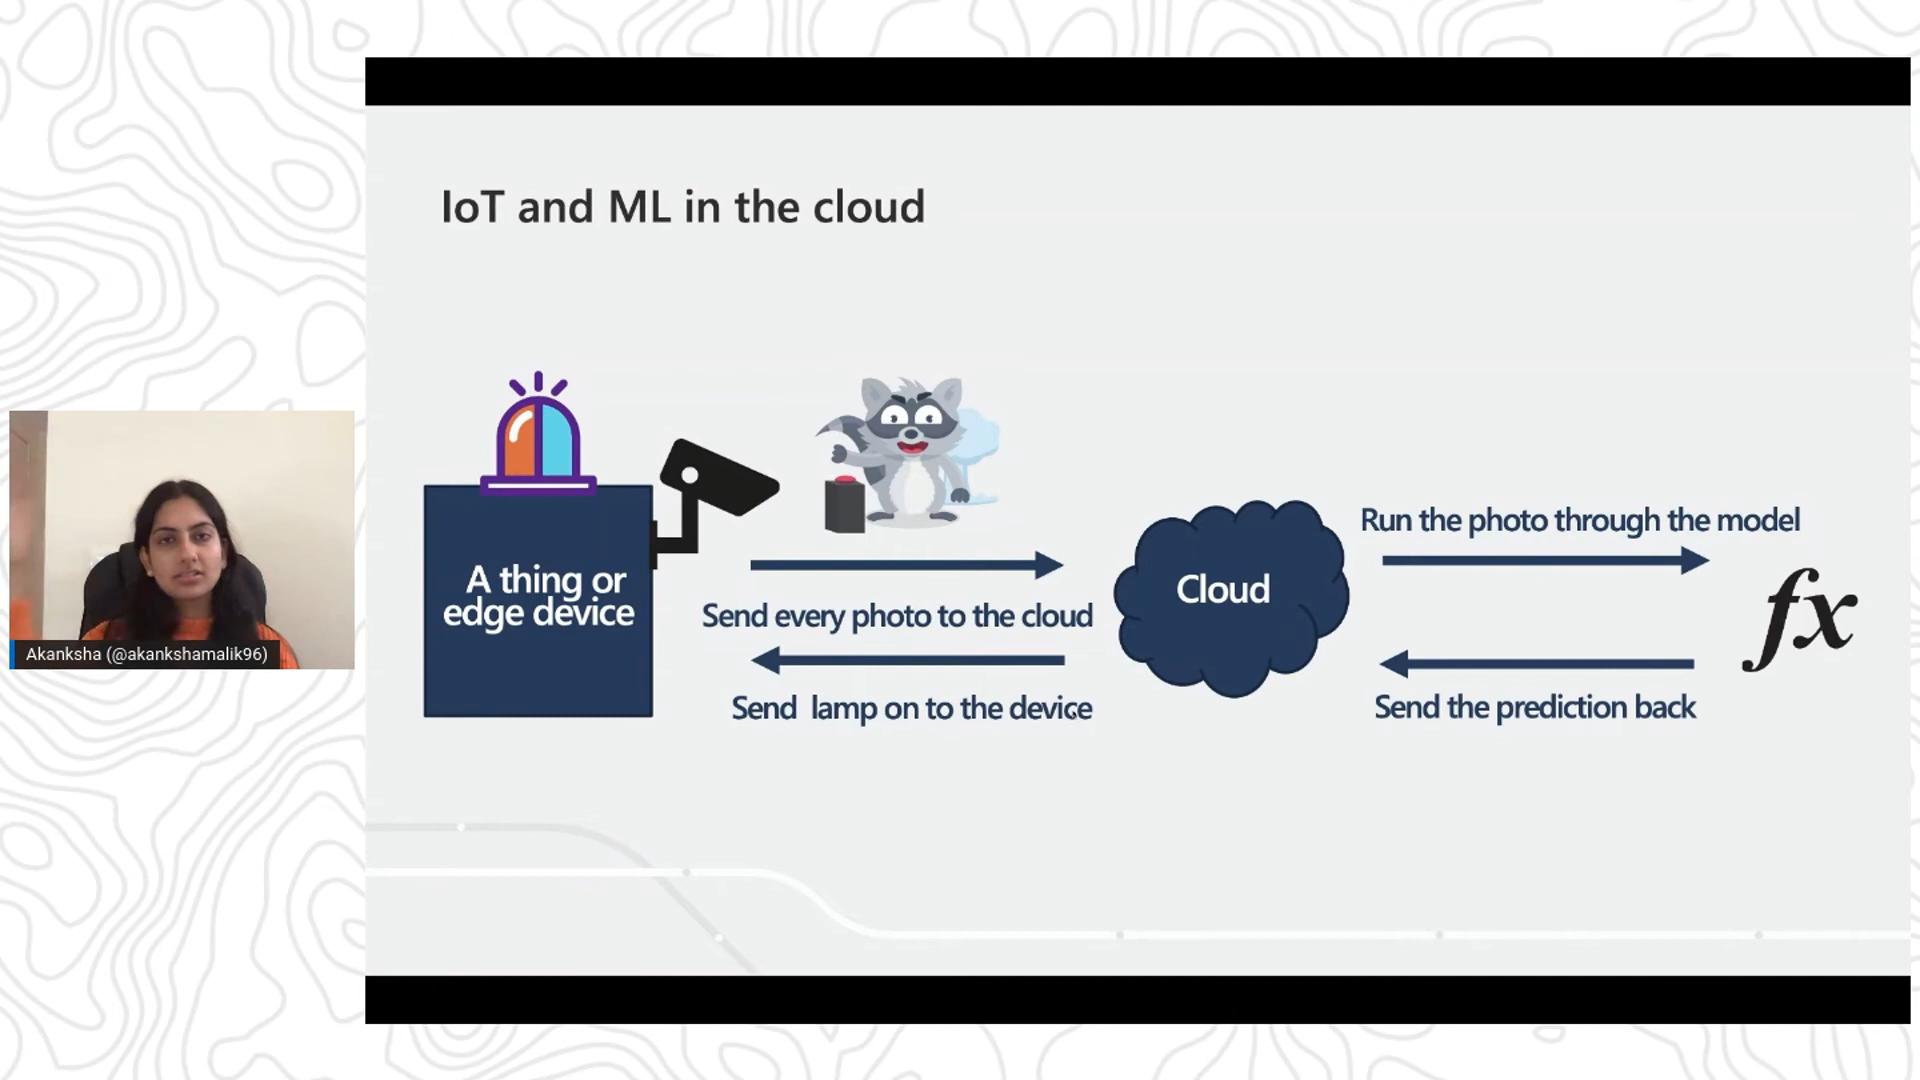 IoT and ML in the cloud
A thing or
edge device
Send every photo to the cloud
Send lamp on to the device
Cloud
Run the photo through the model
fx
Send the prediction back
Akanksha (@akankshamalik96)